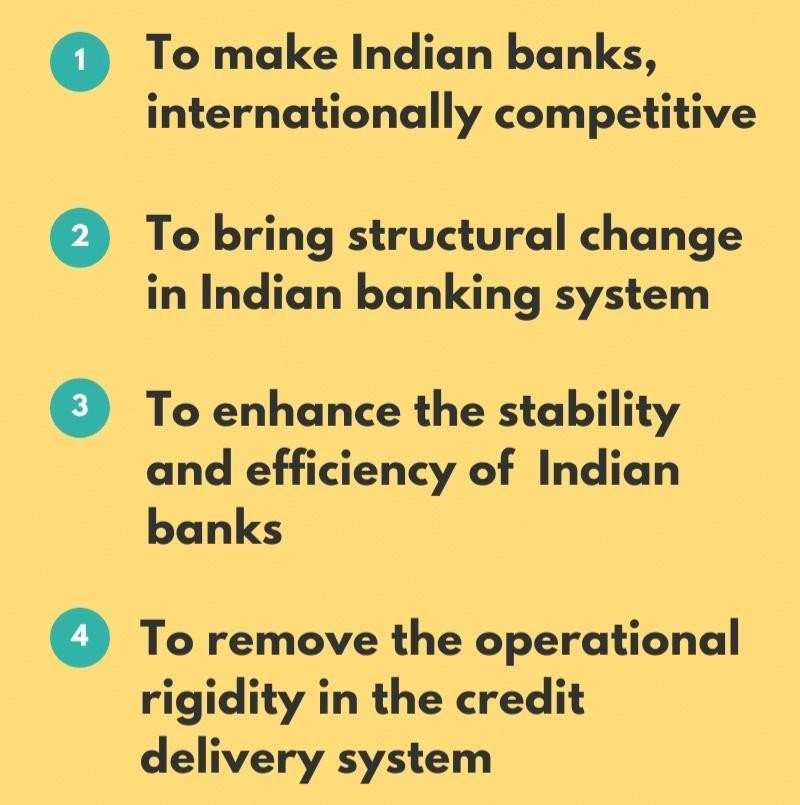 1 To make Indian banks,
internationally competitive
2 To bring structural change
in Indian banking system
3 To enhance the stability
and efficiency of Indian
banks
4 To remove the operational
rigidity in the credit
delivery system